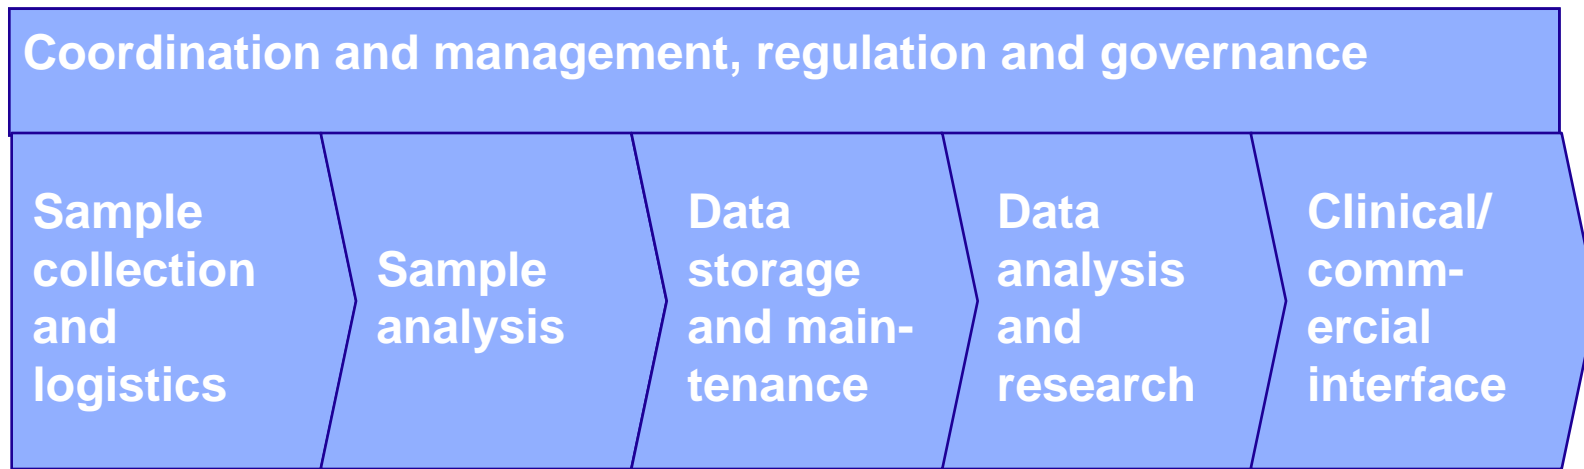 Coordination and management, regulation and governance
Sample
collection
and
logistics
Sample
analysis
Data
storage
and main-
tenance
Data
analysis
and
research
Clinical/
comm-
ercial
interface